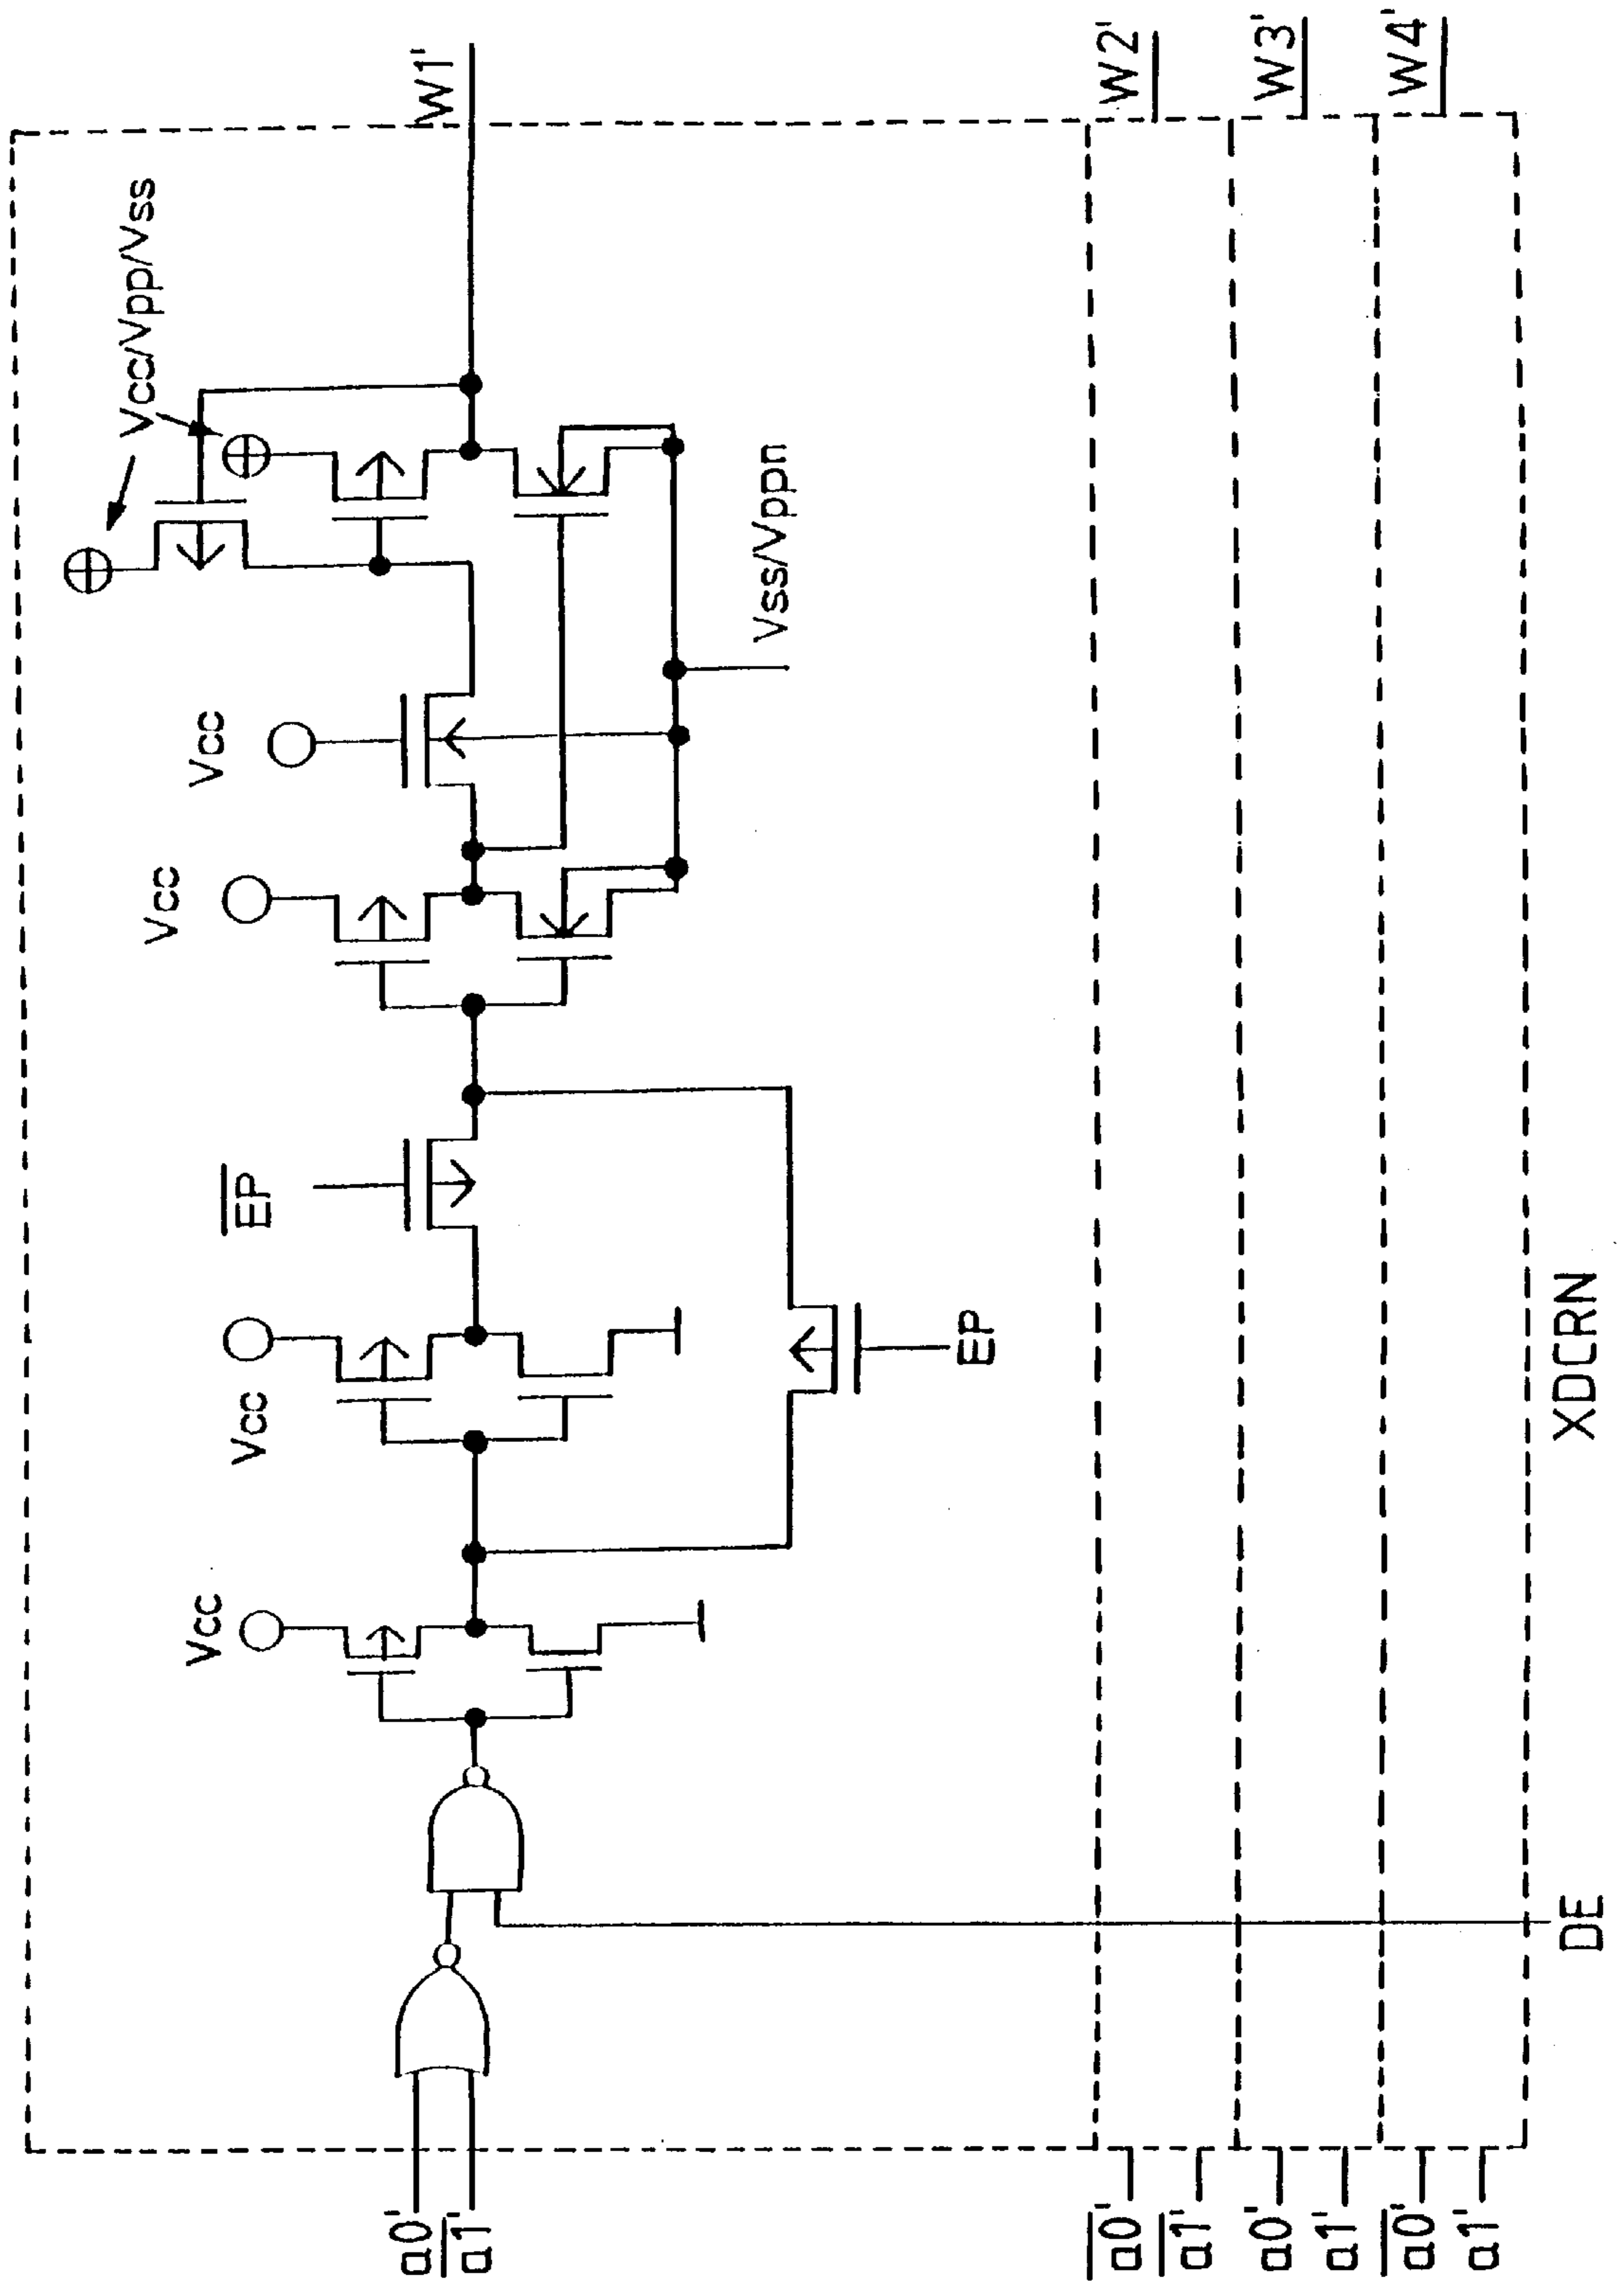 a0'
a1'
DE
Vcc
Vcc
EP
EP
Vcc
Vcc
Vcc/Vpp/Vss
Vss/Vppn
W1'
a0'
a1'
W2'
a0'
a1'
W3'
a0'
a1'
W4'
XDCRN